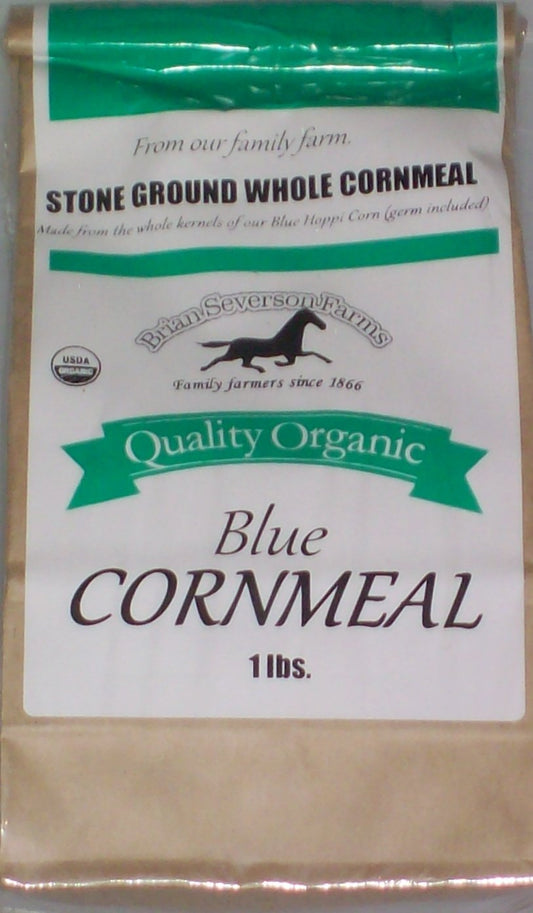 From our family farm.
STONE GROUND WHOLE CORNMEAL
Made from the whole kernels of our Blue Hoppi Corn (germ included)
Brian Severson Farms
USDA
ORGANIC
Family farmers since 1866
Quality Organic
Blue
CORNMEAL
1 lbs.